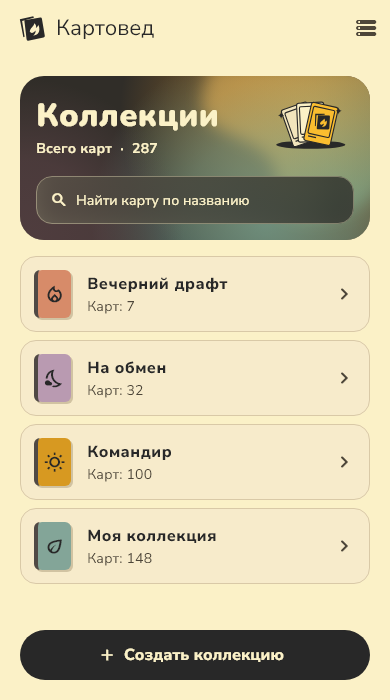 Картовед
Коллекции
Всего карт · 287
Найти карту по названию
Вечерний драфт
Карт: 7
На обмен
Карт: 32
Командир
Карт: 100
Моя коллекция
Карт: 148
+ Создать коллекцию